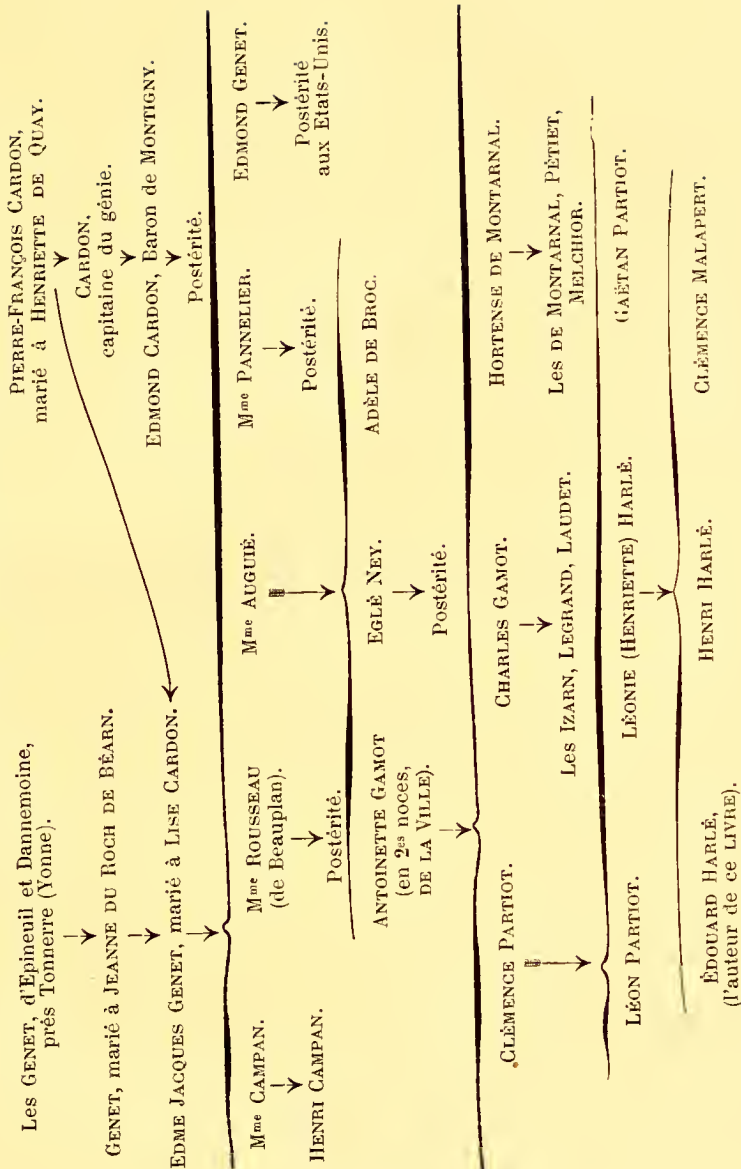 Les GENET, d'Epineuil et Dannemoine,
près Tonnerre (Yonne).
GENET, marié à JEANNE DU ROCH DE BÉARN.
EDME JACQUES GENET, marié à LISE CARDON.
PIERRE-FRANÇOIS CARDON,
marié à HENRIETTE DE QUAY.
CARDON,
capitaine du génie.
EDMOND CARDON, Baron de MONTIGNY.
Postérité.
Mme CAMPAN.
HENRI CAMPAN.
Mme ROUSSEAU
(de Beauplan).
Postérité.
Mme AUGUIÉ.
Mme PANNELIER.
Postérité.
EDMOND GENET.
Postérité
aux Etats-Unis.
ANTOINETTE GAMOT
(en 2es noces,
DE LA VILLE).
EGLÉ NEY.
Postérité.
ADÈLE DE BROC.
CLÉMENCE PARTIOT.
CHARLES GAMOT.
Les IZARN, LEGRAND, LAUDET.
HORTENSE DE MONTARNAL.
Les DE MONTARNAL, PÉTIET,
MELCHIOR.
LÉON PARTIOT.
LÉONIE (HENRIETTE) HARLÉ.
GAËTAN PARTIOT.
ÉDOUARD HARLÉ,
(l'auteur de ce LIVRE).
HENRI HARLÉ.
CLÉMENCE MALAPERT.